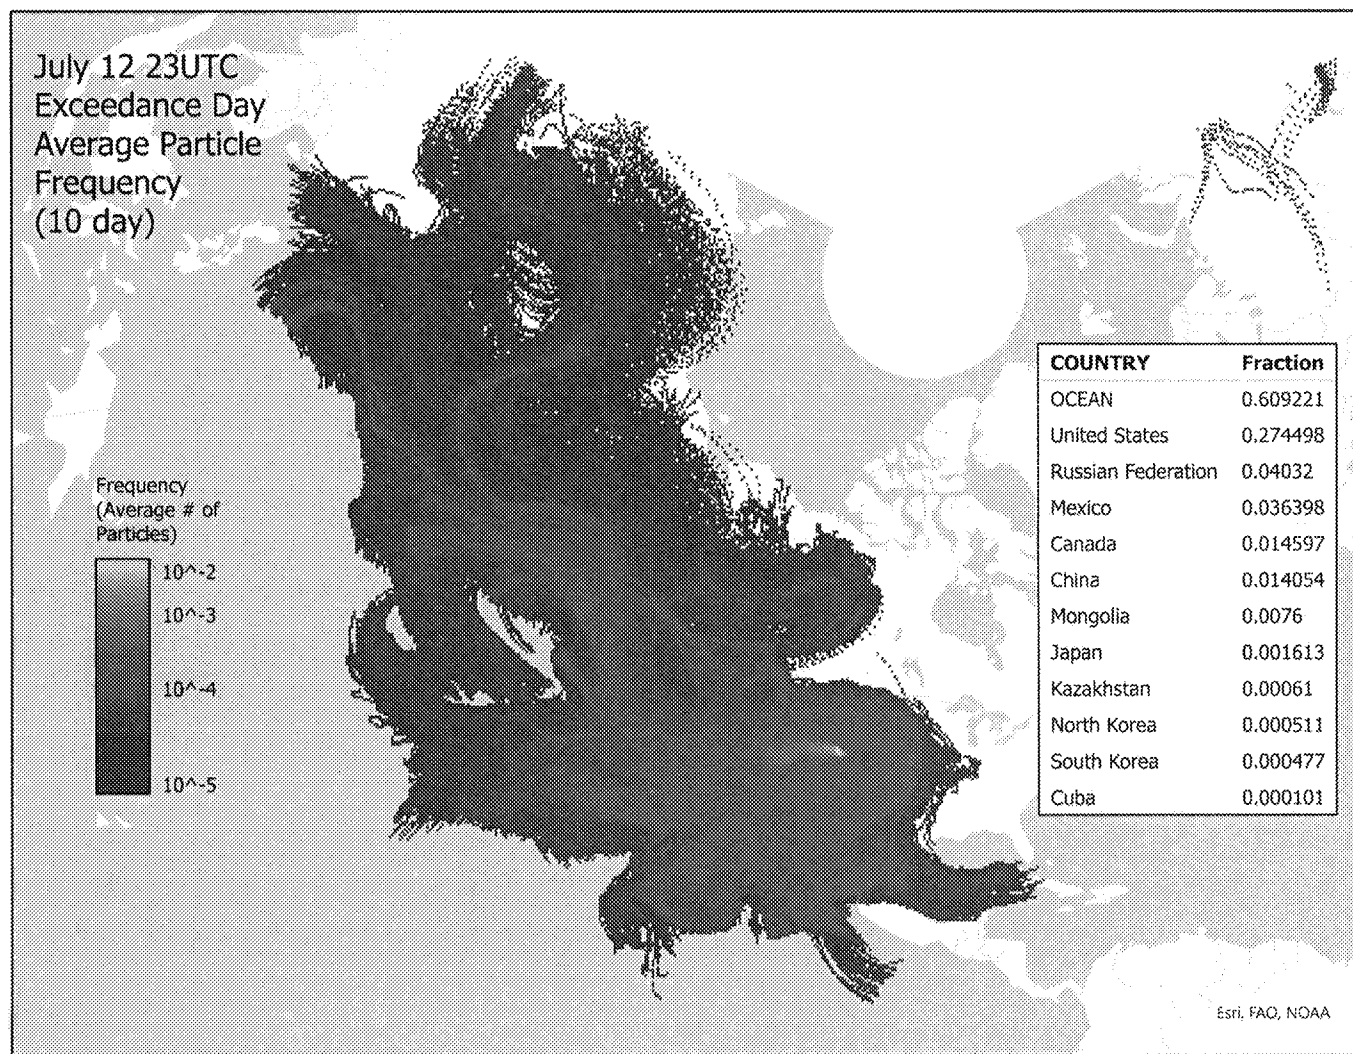 July 12 23UTC
Exceedance Day
Average Particle
Frequency
(10 day)
Frequency
(Average # of
Particles)
10^-2
10^-3
10^-4
10^-5
COUNTRY Fraction
OCEAN 0.609221
United States 0.274498
Russian Federation 0.04032
Mexico 0.036398
Canada 0.014597
China 0.014054
Mongolia 0.0076
Japan 0.001613
Kazakhstan 0.00061
North Korea 0.000511
South Korea 0.000477
Cuba 0.000101
Esri, FAO, NOAA